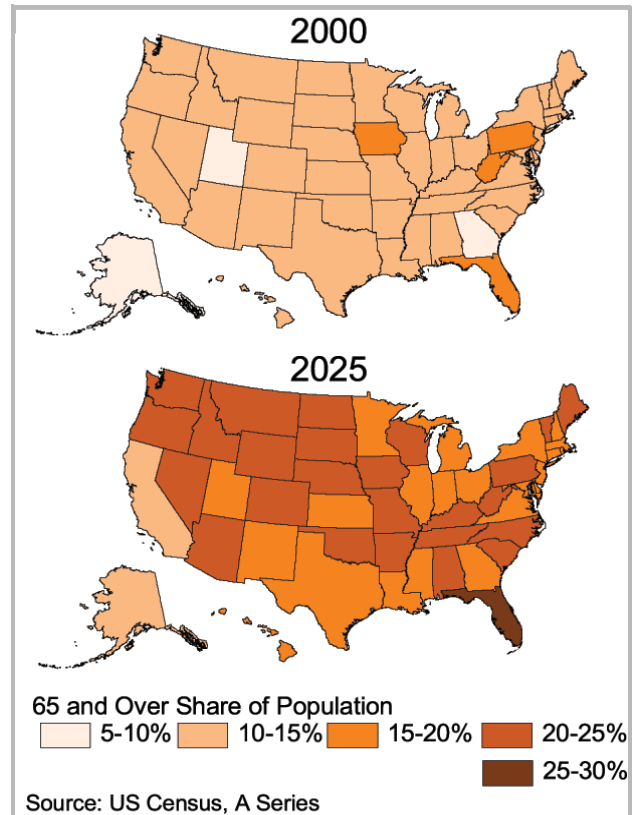 2000
2025
65 and Over Share of Population
5-10% 10-15% 15-20% 20-25%
25-30%
Source: US Census, A Series